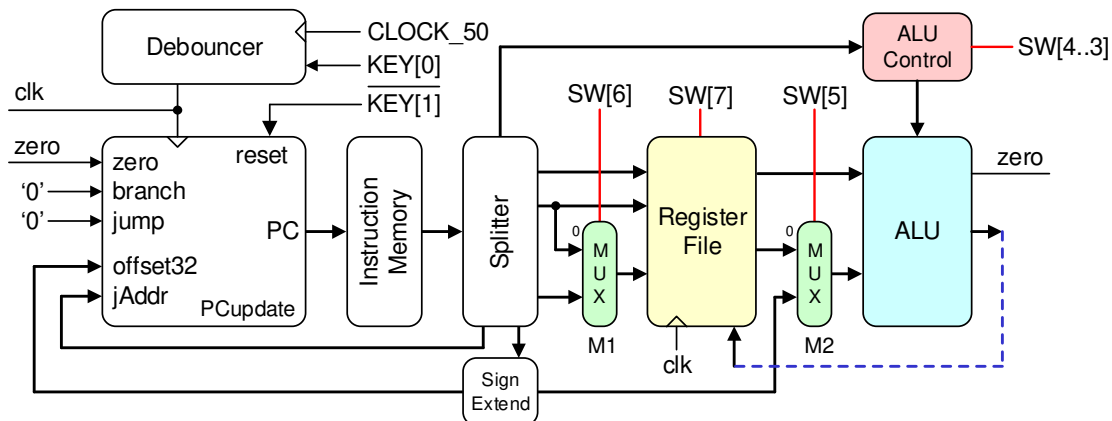 Debouncer
CLOCK_50
KEY[0]
KEY[1]
clk
zero
'0'
'0'
zero
branch
jump
offset32
jAddr
reset
PC
PCupdate
Instruction
Memory
Splitter
Sign
Extend
SW[6]
0
M
U
X
M1
SW[7]
Register
File
clk
SW[5]
0
M
U
X
M2
ALU
Control
SW[4..3]
ALU
zero